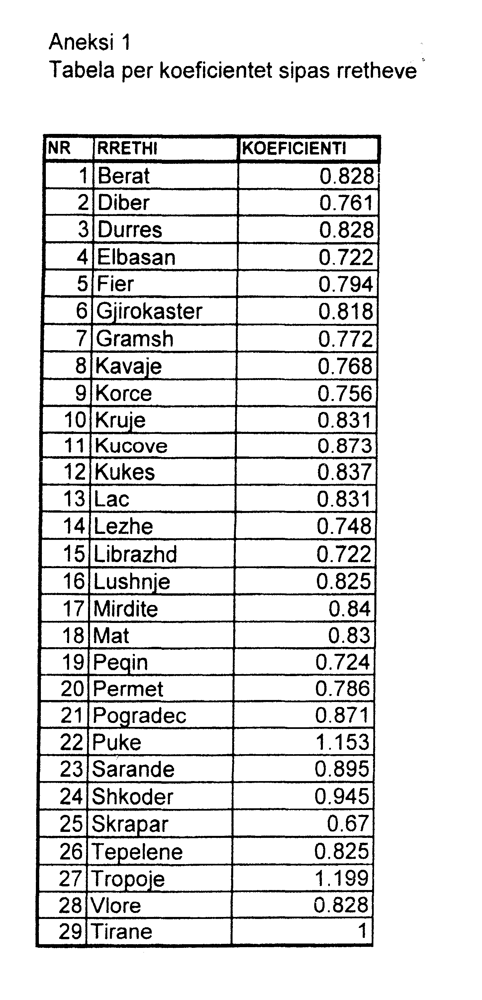 Aneksi 1
Tabela per koeficientet sipas rretheve
NR RRETHI KOEFICIENTI
1 Berat 0.828
2 Diber 0.761
3 Durres 0.828
4 Elbasan 0.722
5 Fier 0.794
6 Gjirokaster 0.818
7 Gramsh 0.772
8 Kavaje 0.768
9 Korce 0.756
10 Kruje 0.831
11 Kucove 0.873
12 Kukes 0.837
13 Lac 0.831
14 Lezhe 0.748
15 Librazhd 0.722
16 Lushnje 0.825
17 Mirdite 0.84
18 Mat 0.83
19 Peqin 0.724
20 Permet 0.786
21 Pogradec 0.871
22 Puke 1.153
23 Sarande 0.895
24 Shkoder 0.945
25 Skrapar 0.67
26 Tepelene 0.825
27 Tropoje 1.199
28 Vlore 0.828
29 Tirane 1